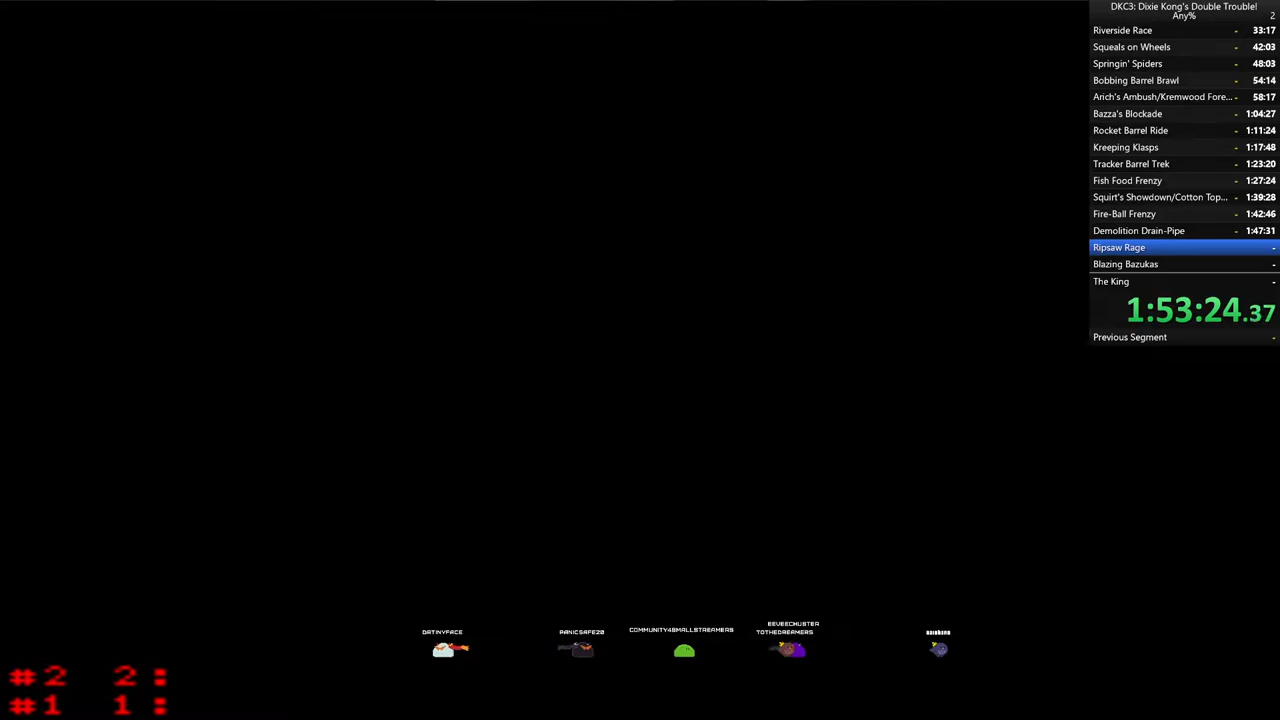 DKC3: Dixie Kong's Double Trouble!
Any% 2
Riverside Race - 33:17
Squeals on Wheels - 42:03
Springin' Spiders - 48:03
Bobbing Barrel Brawl - 54:14
Arich's Ambush/Kremwood Fore... - 58:17
Bazza's Blockade - 1:04:27
Rocket Barrel Ride - 1:11:24
Kreeping Klasps - 1:17:48
Tracker Barrel Trek - 1:23:20
Fish Food Frenzy - 1:27:24
Squirt's Showdown/Cotton Top... - 1:39:28
Fire-Ball Frenzy - 1:42:46
Demolition Drain-Pipe - 1:47:31
Ripsaw Rage -
Blazing Bazukas -
The King -
1:53:24.37
Previous Segment -
EEVEECHUSTER
DATINYFACE PANICSAFE20 COMMUNITY4SMALLSTREAMERS TOTHEDREAMERS
#2 2:
#1 1: